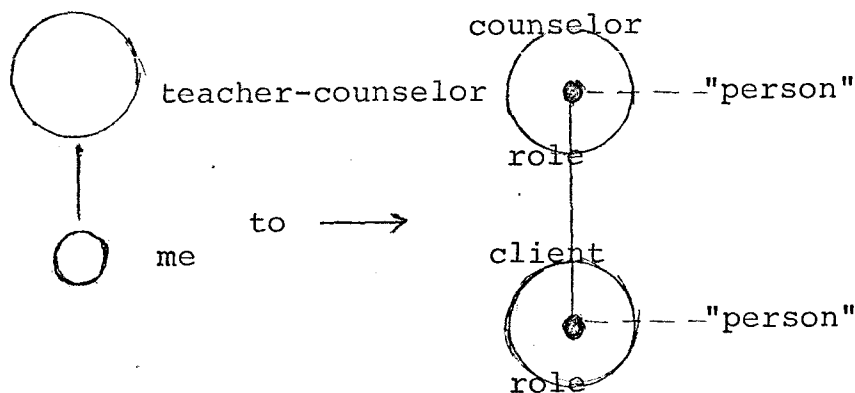 teacher-counselor
me
to
counselor
"person"
role
client
"person"
role